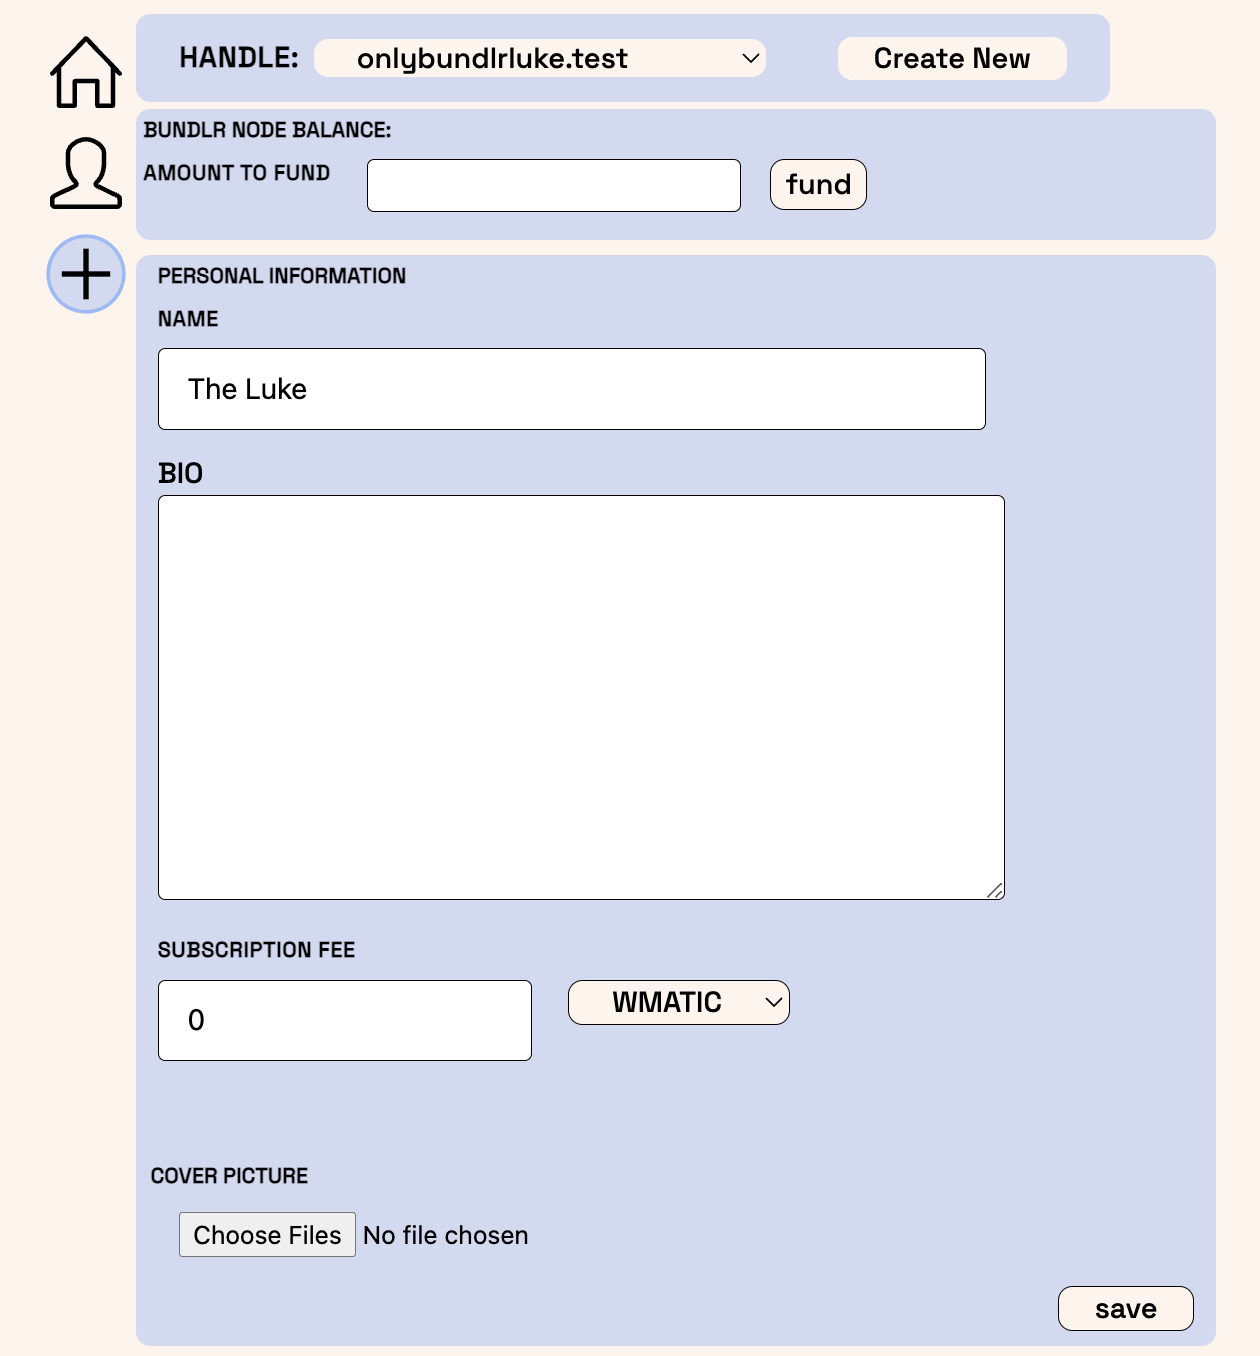 HANDLE: onlybundlrluke.test Create New
BUNDLR NODE BALANCE:
AMOUNT TO FUND fund
PERSONAL INFORMATION
NAME
The Luke
BIO
SUBSCRIPTION FEE
0 WMATIC
COVER PICTURE
Choose Files No file chosen
save